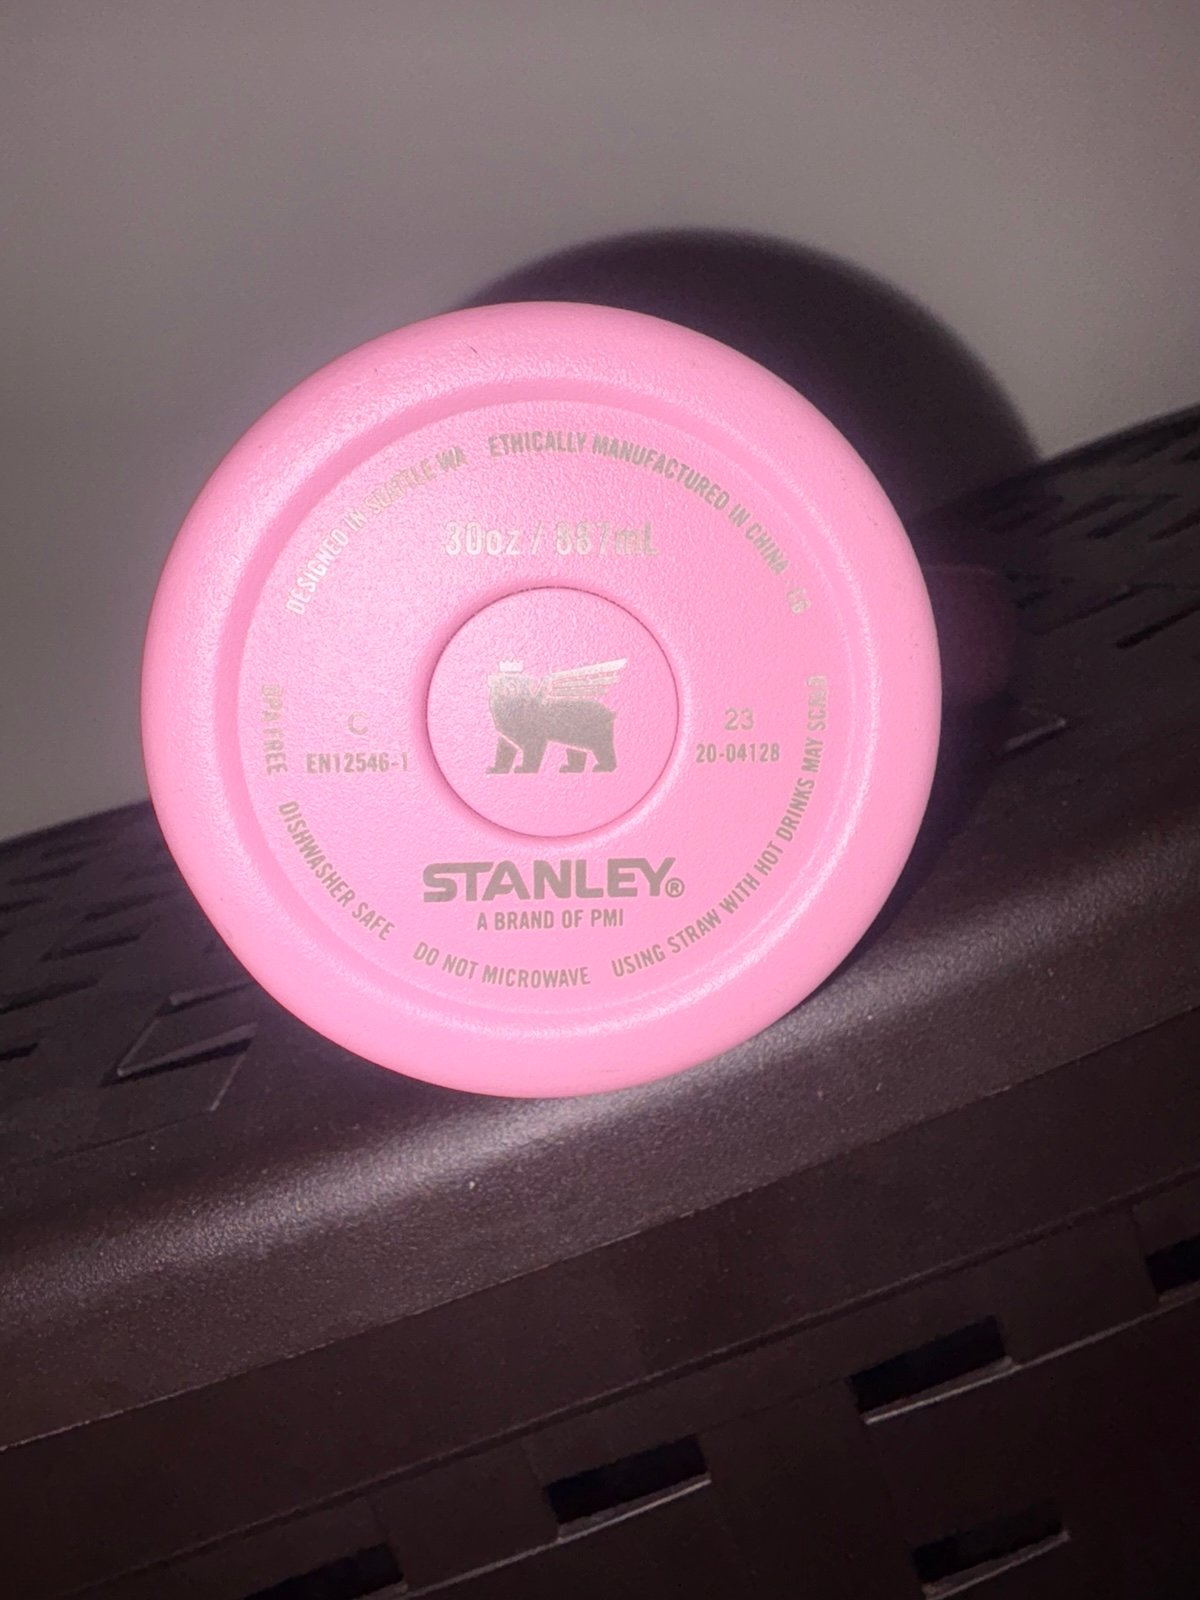 DESIGNED IN SEATTLE WA
ETHICALLY MANUFACTURED IN CHINA
30oz / 887mL
C
EN12546-1
23
20-04128
STANLEY®
A BRAND OF PMI
BPA FREE
DISHWASHER SAFE
DO NOT MICROWAVE
USING STRAW WITH HOT DRINKS MAY SCALD